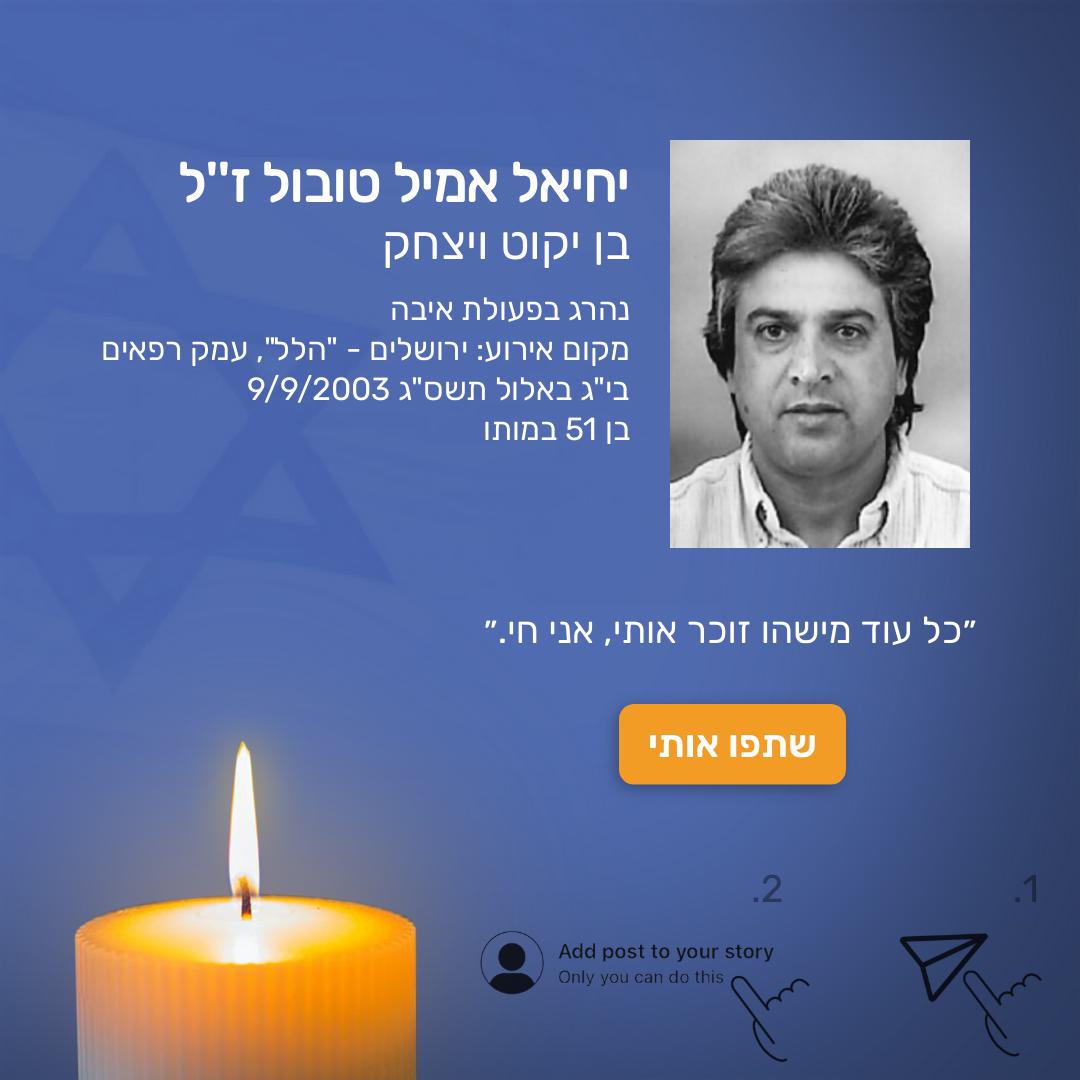 יחיאל אמיל טובול ז''ל
בן יקוט ויצחק
נהרג בפעולת איבה
מקום אירוע: ירושלים - "הלל", עמק רפאים
בי"ג באלול תשס"ג 9/9/2003
בן 51 במותו
״כל עוד מישהו זוכר אותי, אני חי.״
שתפו אותי
.1
.2
Add post to your story
Only you can do this